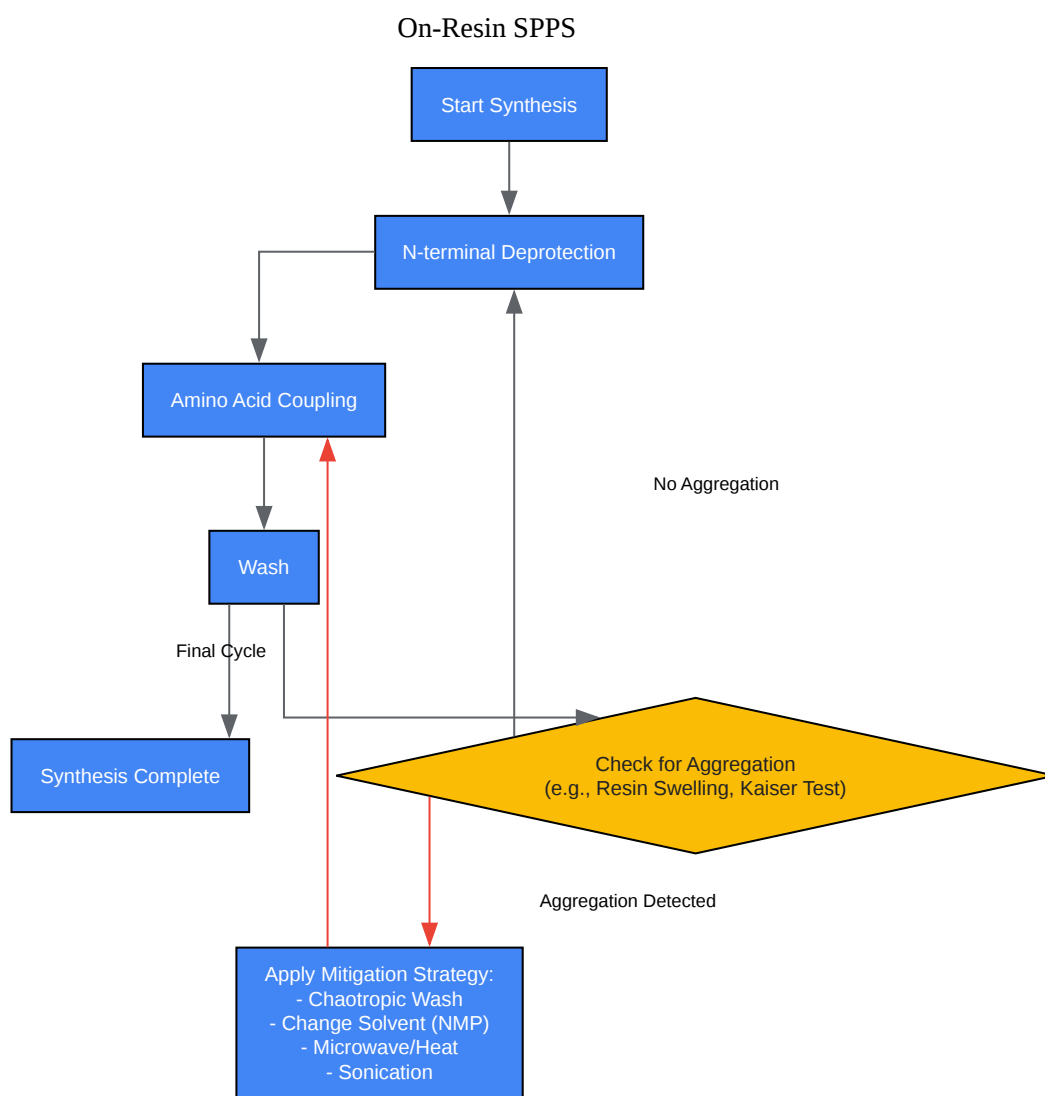 On-Resin SPPS
Start Synthesis
N-terminal Deprotection
Amino Acid Coupling
No Aggregation
Wash
Final Cycle
Synthesis Complete
Check for Aggregation
(e.g., Resin Swelling, Kaiser Test)
Aggregation Detected
Apply Mitigation Strategy:
- Chaotropic Wash
- Change Solvent (NMP)
- Microwave/Heat
- Sonication